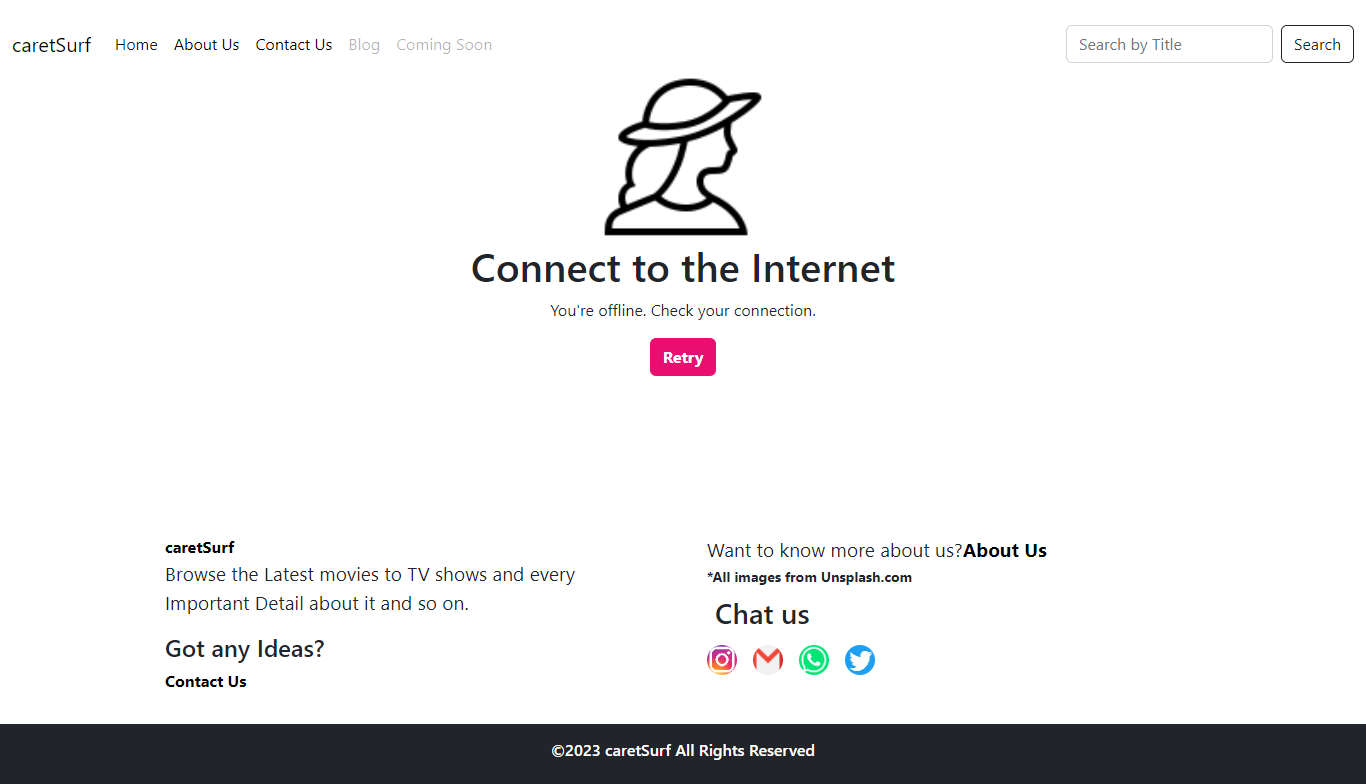 caretSurf Home About Us Contact Us Blog Coming Soon Search by Title Search
Connect to the Internet
You're offline. Check your connection.
Retry
caretSurf
Browse the Latest movies to TV shows and every
Important Detail about it and so on.
Got any Ideas?
Contact Us
Want to know more about us?About Us
*All images from Unsplash.com
Chat us
©2023 caretSurf All Rights Reserved